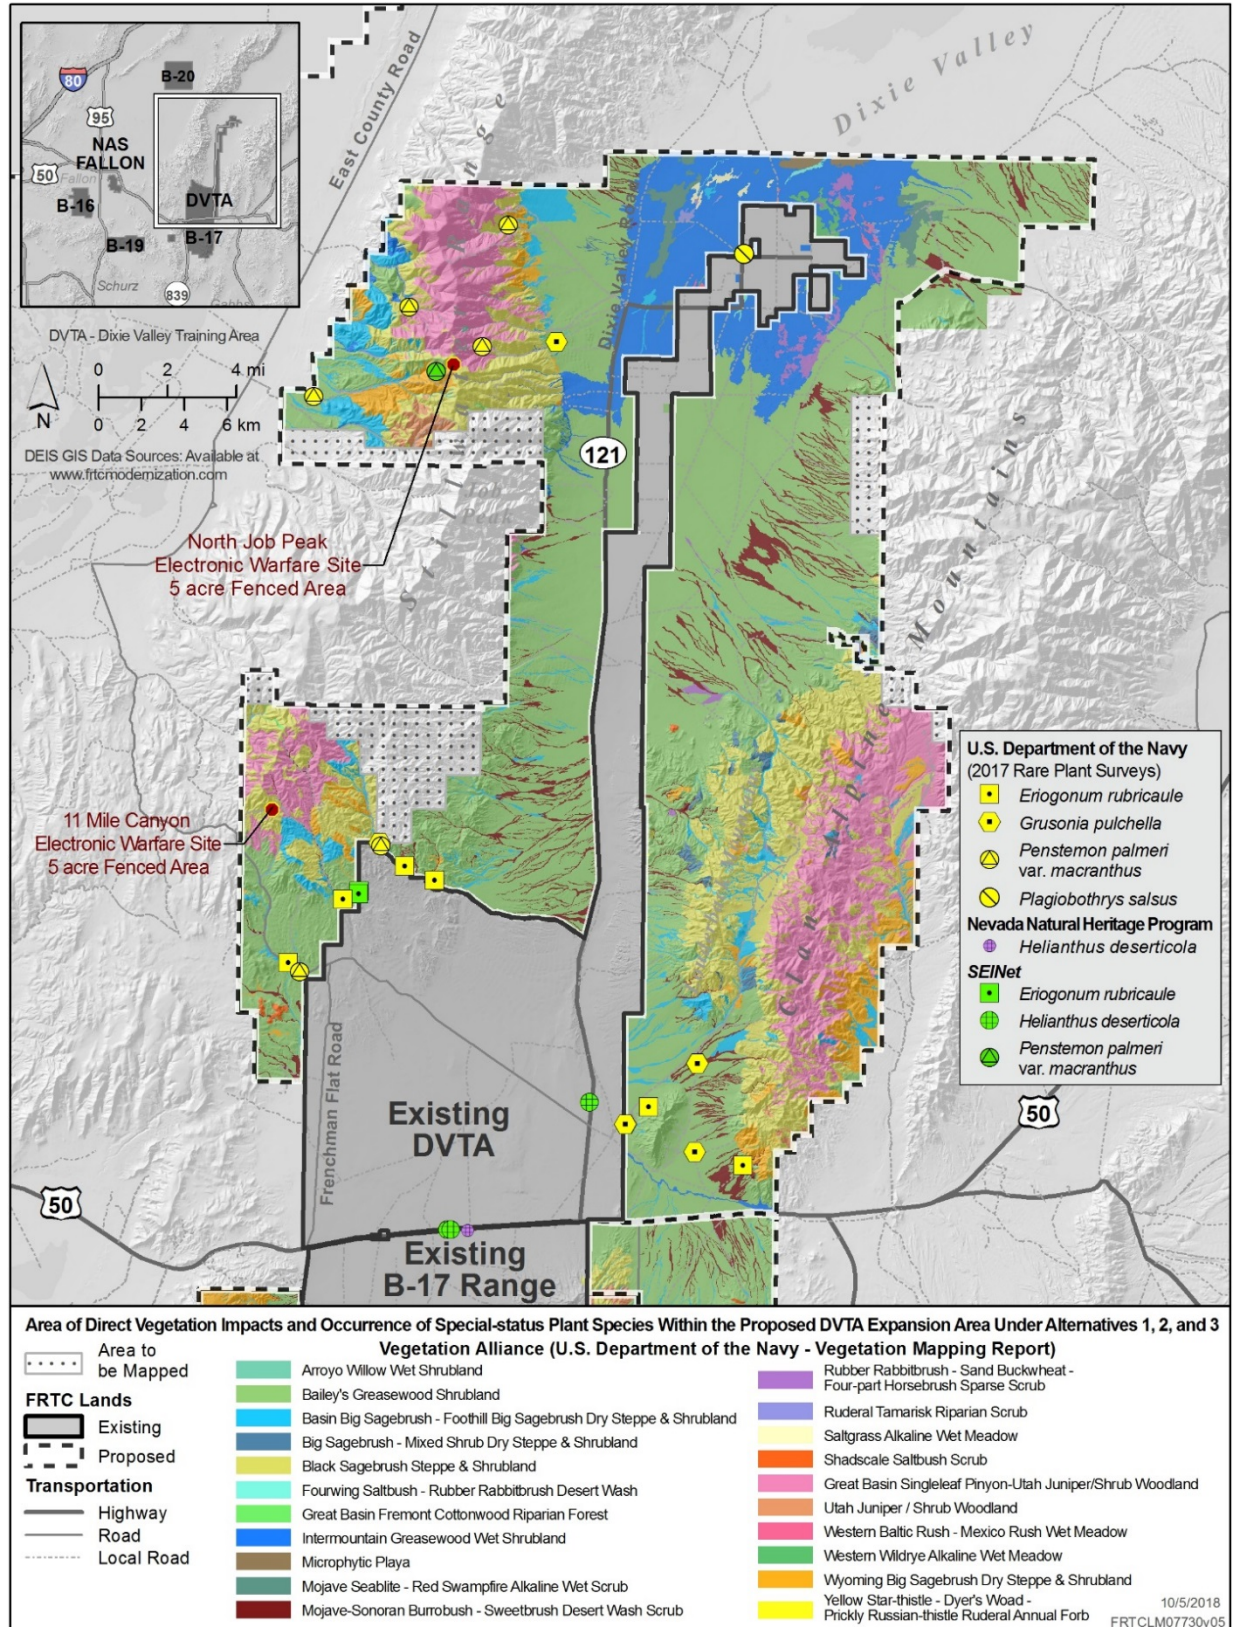 B-20
80
95
NAS
FALLON
50
Fallon
B-16
DVTA
B-19
B-17
Schurz
839
Gabbs
East County Road
Dixie Valley
DVTA - Dixie Valley Training Area
0 2 4 mi
0 2 4 6 km
N
DEIS GIS Data Sources: Available at
www.frtcmodernization.com
Dixie Valley Road
121
Job
Peak
North Job Peak
Electronic Warfare Site
5 acre Fenced Area
11 Mile Canyon
Electronic Warfare Site
5 acre Fenced Area
Clan Alpine Mountains
U.S. Department of the Navy
(2017 Rare Plant Surveys)
Eriogonum rubricaule
Grusonia pulchella
Penstemon palmeri
var. macranthus
Plagiobothrys salsus
Nevada Natural Heritage Program
Helianthus deserticola
SEINet
Eriogonum rubricaule
Helianthus deserticola
Penstemon palmeri
var. macranthus
Frenchman Flat Road
Existing
DVTA
50
50
Existing
B-17 Range
Area of Direct Vegetation Impacts and Occurrence of Special-status Plant Species Within the Proposed DVTA Expansion Area Under Alternatives 1, 2, and 3
Area to
be Mapped
FRTC Lands
Existing
Proposed
Transportation
Highway
Road
Local Road
Vegetation Alliance (U.S. Department of the Navy - Vegetation Mapping Report)
Arroyo Willow Wet Shrubland
Bailey's Greasewood Shrubland
Basin Big Sagebrush - Foothill Big Sagebrush Dry Steppe & Shrubland
Big Sagebrush - Mixed Shrub Dry Steppe & Shrubland
Black Sagebrush Steppe & Shrubland
Fourwing Saltbush - Rubber Rabbitbrush Desert Wash
Great Basin Fremont Cottonwood Riparian Forest
Intermountain Greasewood Wet Shrubland
Microphytic Playa
Mojave Seablite - Red Swampfire Alkaline Wet Scrub
Mojave-Sonoran Burrobush - Sweetbrush Desert Wash Scrub
Rubber Rabbitbrush - Sand Buckwheat -
Four-part Horsebrush Sparse Scrub
Ruderal Tamarisk Riparian Scrub
Saltgrass Alkaline Wet Meadow
Shadscale Saltbush Scrub
Great Basin Singleleaf Pinyon-Utah Juniper/Shrub Woodland
Utah Juniper / Shrub Woodland
Western Baltic Rush - Mexico Rush Wet Meadow
Western Wildrye Alkaline Wet Meadow
Wyoming Big Sagebrush Dry Steppe & Shrubland
Yellow Star-thistle - Dyer's Woad -
Prickly Russian-thistle Ruderal Annual Forb
10/5/2018
FRTCLM07730v05